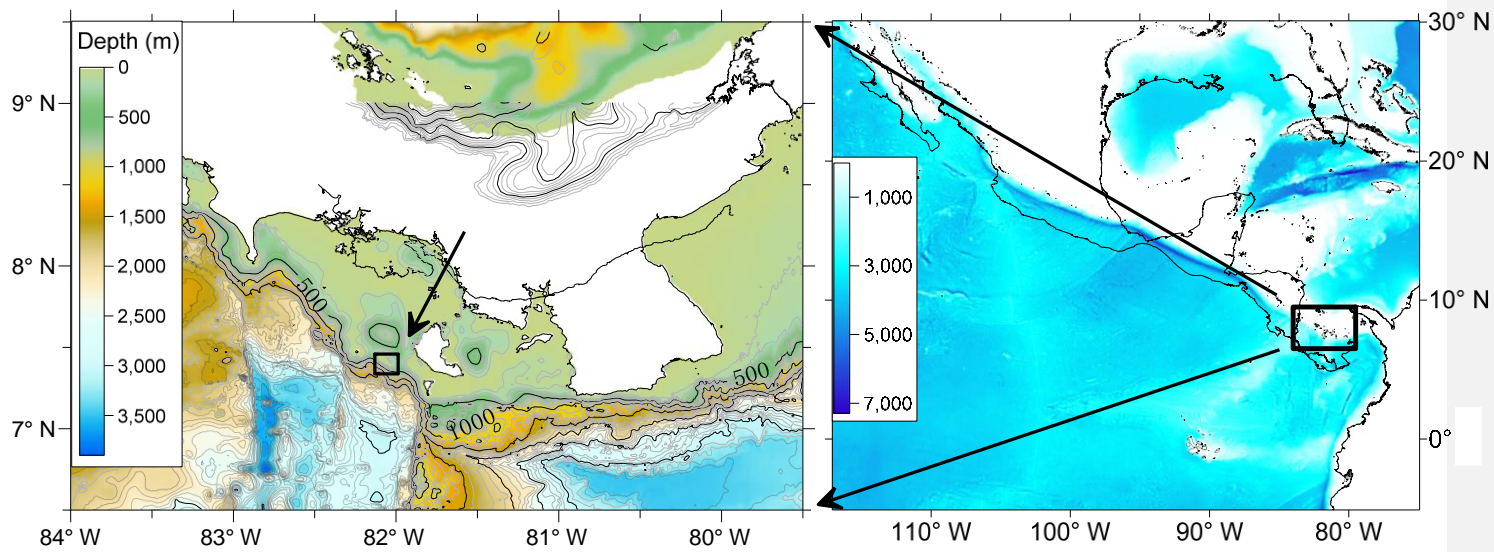 Depth (m)
0
500
1,000
1,500
2,000
2,500
3,000
3,500
9° N
8° N
7° N
84° W
83° W
82° W
81° W
80° W
500
1000
500
1,000
3,000
5,000
7,000
30° N
20° N
10° N
0°
110° W
100° W
90° W
80° W